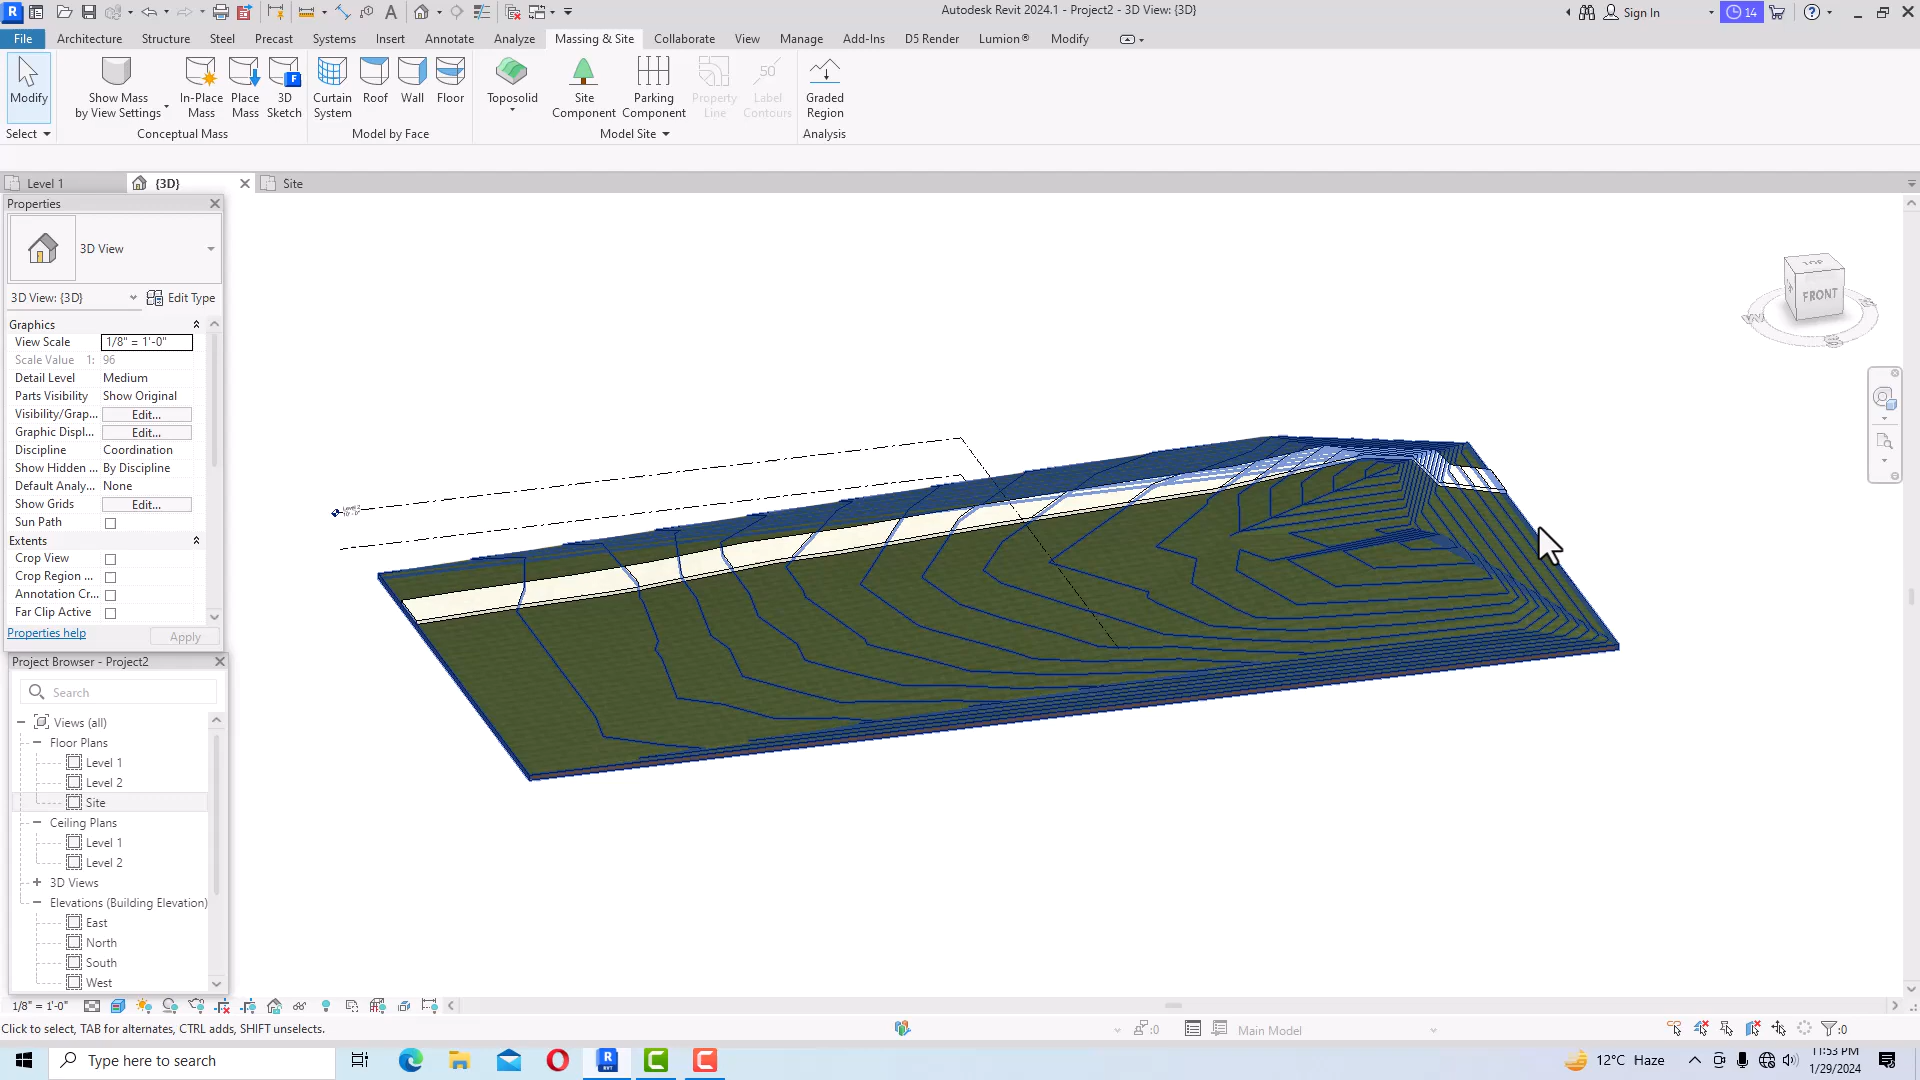 Autodesk Revit 2024.1 - Project2 - 3D View: {3D}
Sign In
14
File
Architecture
Structure
Steel
Precast
Systems
Insert
Annotate
Analyze
Massing & Site
Collaborate
View
Manage
Add-Ins
D5 Render
Lumion®
Modify
Modify
Show Mass
by View Settings
In-Place
Mass
Place
Mass
3D
Sketch
Curtain
System
Roof
Wall
Floor
Toposolid
Site
Component
Parking
Component
Property
Line
50
Label
Contours
Graded
Region
Select
Conceptual Mass
Model by Face
Model Site
Analysis
Level 1
{3D}
Site
Properties
3D View
3D View: {3D}
Edit Type
Graphics
View Scale
1/8" = 1'-0"
Scale Value 1:
96
Detail Level
Medium
Parts Visibility
Show Original
Visibility/Grap...
Edit...
Graphic Displ...
Edit...
Discipline
Coordination
Show Hidden ...
By Discipline
Default Analy...
None
Show Grids
Edit...
Sun Path
Extents
Crop View
Crop Region ...
Annotation Cr...
Far Clip Active
Properties help
Apply
Project Browser - Project2
Search
Views (all)
Floor Plans
Level 1
Level 2
Site
Ceiling Plans
Level 1
Level 2
3D Views
Elevations (Building Elevation)
East
North
South
West
TOP
FRONT
1/8" = 1'-0"
Click to select, TAB for alternates, CTRL adds, SHIFT unselects.
:0
Main Model
:0
Type here to search
12°C Haze
11:53 PM
1/29/2024